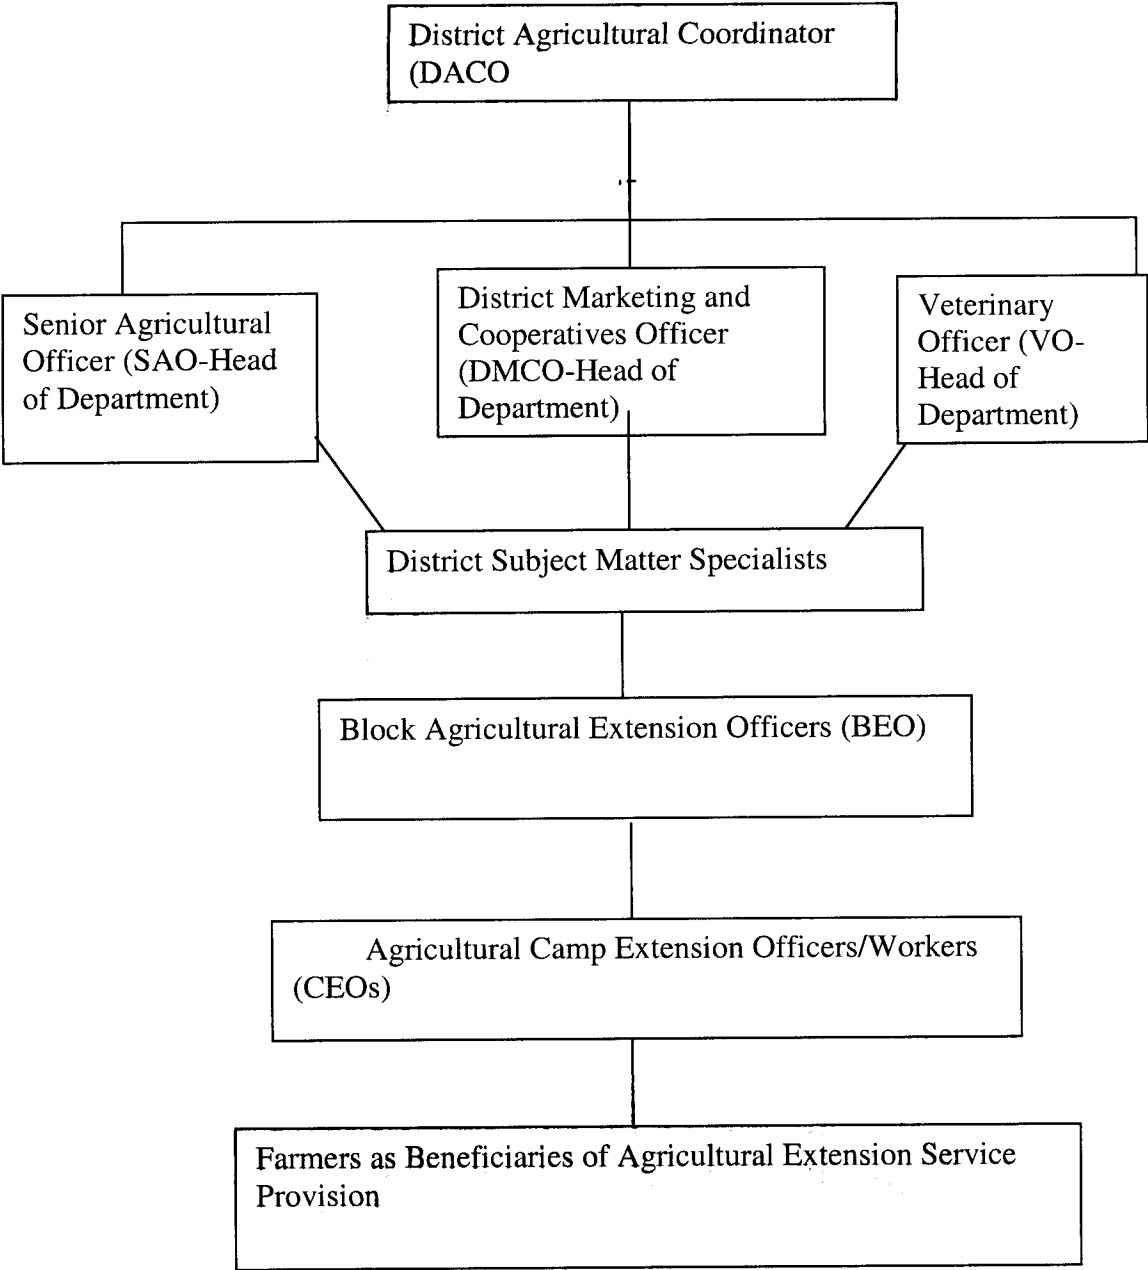 District Agricultural Coordinator
(DACO
Senior Agricultural
Officer (SAO-Head
of Department)
District Marketing and
Cooperatives Officer
(DMCO-Head of
Department)
Veterinary
Officer (VO-
Head of
Department)
District Subject Matter Specialists
Block Agricultural Extension Officers (BEO)
Agricultural Camp Extension Officers/Workers
(CEOs)
Farmers as Beneficiaries of Agricultural Extension Service
Provision